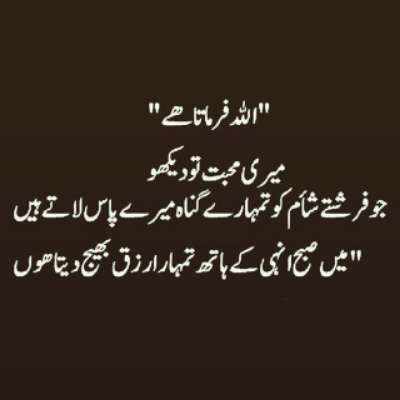 "اللہ فرماتا ھے"
میری محبت تو دیکھو
جو فرشتے شأم کو تمہارے گناہ میرے پاس لاتے ہیں
"میں صبح انہی کے ہاتھ تمہارا رزق بھیج دیتا ھوں